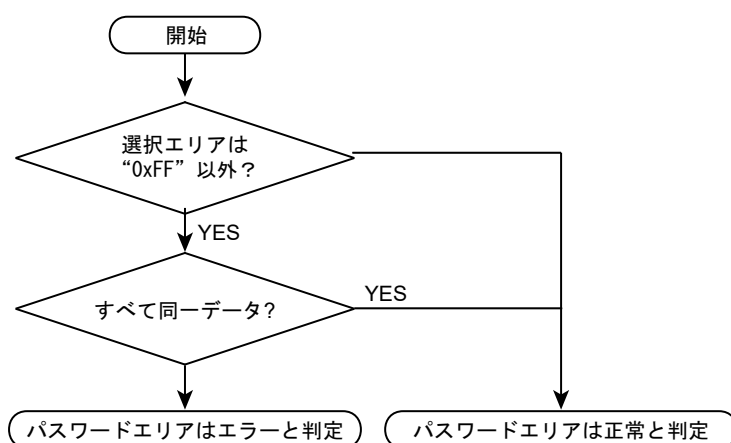 開始
選択エリアは
“0xFF”以外?
YES
すべて同一データ?
YES
パスワードエリアはエラーと判定
パスワードエリアは正常と判定